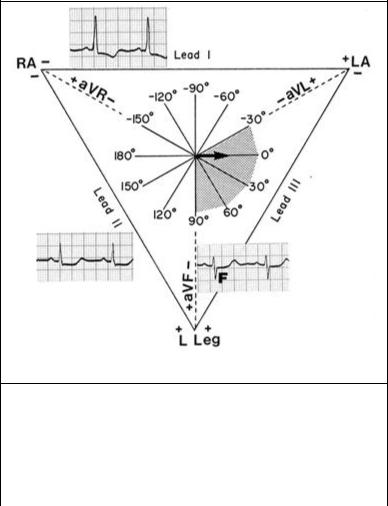 Lead I
RA −
−
+ LA
−
+aVR−
−aVL+
-90°
-120°
-60°
-150°
-30°
180°
0°
150°
30°
120°
60°
90°
Lead II
Lead III
F
+aVF−
+ +
L Leg